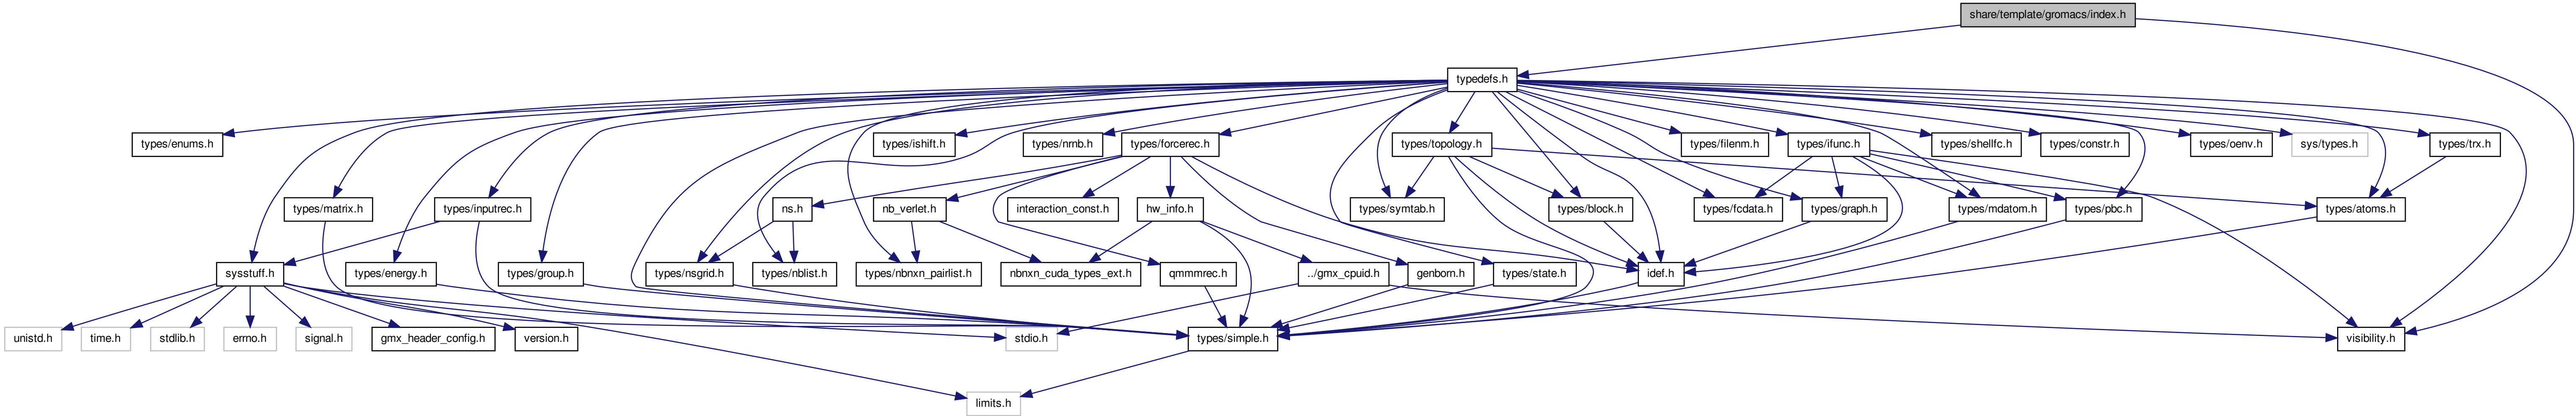 share/template/gromacs/index.h
typedefs.h
types/enums.h
types/ishift.h
types/nrnb.h
types/forcerec.h
types/topology.h
types/filenm.h
types/ifunc.h
types/shellfc.h
types/constr.h
types/oenv.h
sys/types.h
types/trx.h
types/matrix.h
types/inputrec.h
ns.h
nb_verlet.h
interaction_const.h
hw_info.h
types/symtab.h
types/block.h
types/fcdata.h
types/graph.h
types/mdatom.h
types/pbc.h
types/atoms.h
sysstuff.h
types/energy.h
types/group.h
types/nsgrid.h
types/nblist.h
types/nbnxn_pairlist.h
nbnxn_cuda_types_ext.h
qmmmrec.h
../gmx_cpuid.h
genborn.h
types/state.h
idef.h
unistd.h
time.h
stdlib.h
errno.h
signal.h
gmx_header_config.h
version.h
stdio.h
types/simple.h
visibility.h
limits.h